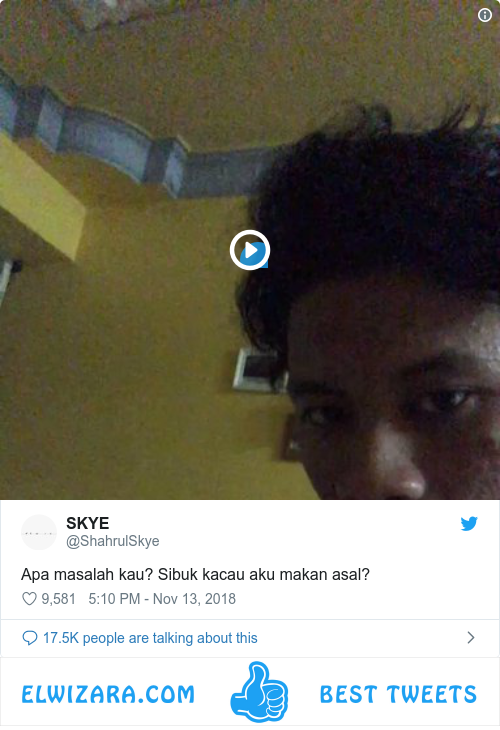 SKYE
@ShahrulSkye
Apa masalah kau? Sibuk kacau aku makan asal?
9,581 5:10 PM - Nov 13, 2018
17.5K people are talking about this
ELWIZARA.COM BEST TWEETS